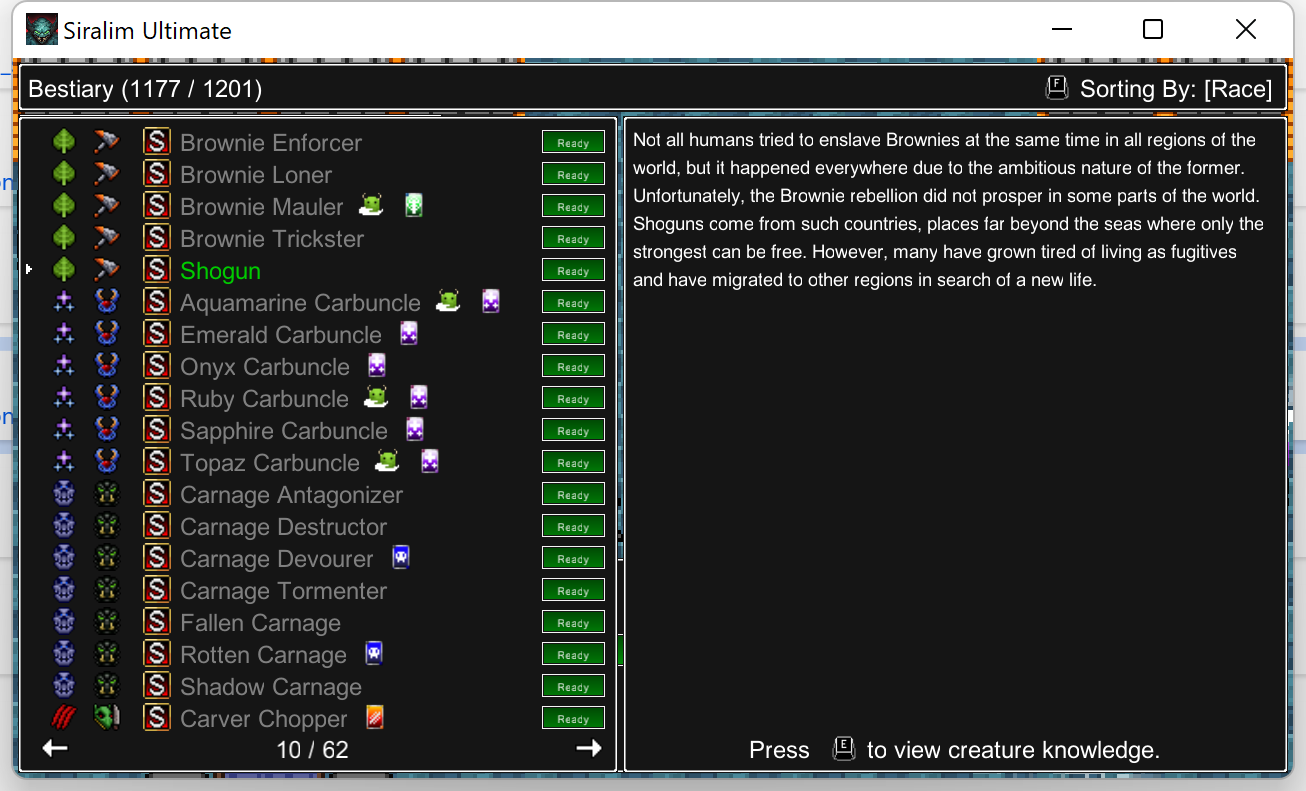 Siralim Ultimate
Bestiary (1177 / 1201)
F Sorting By: [Race]
S Brownie Enforcer Ready
S Brownie Loner Ready
S Brownie Mauler Ready
S Brownie Trickster Ready
S Shogun Ready
S Aquamarine Carbuncle Ready
S Emerald Carbuncle Ready
S Onyx Carbuncle Ready
S Ruby Carbuncle Ready
S Sapphire Carbuncle Ready
S Topaz Carbuncle Ready
S Carnage Antagonizer Ready
S Carnage Destructor Ready
S Carnage Devourer Ready
S Carnage Tormenter Ready
S Fallen Carnage Ready
S Rotten Carnage Ready
S Shadow Carnage Ready
S Carver Chopper Ready
10 / 62
Not all humans tried to enslave Brownies at the same time in all regions of the
world, but it happened everywhere due to the ambitious nature of the former.
Unfortunately, the Brownie rebellion did not prosper in some parts of the world.
Shoguns come from such countries, places far beyond the seas where only the
strongest can be free. However, many have grown tired of living as fugitives
and have migrated to other regions in search of a new life.
Press E to view creature knowledge.